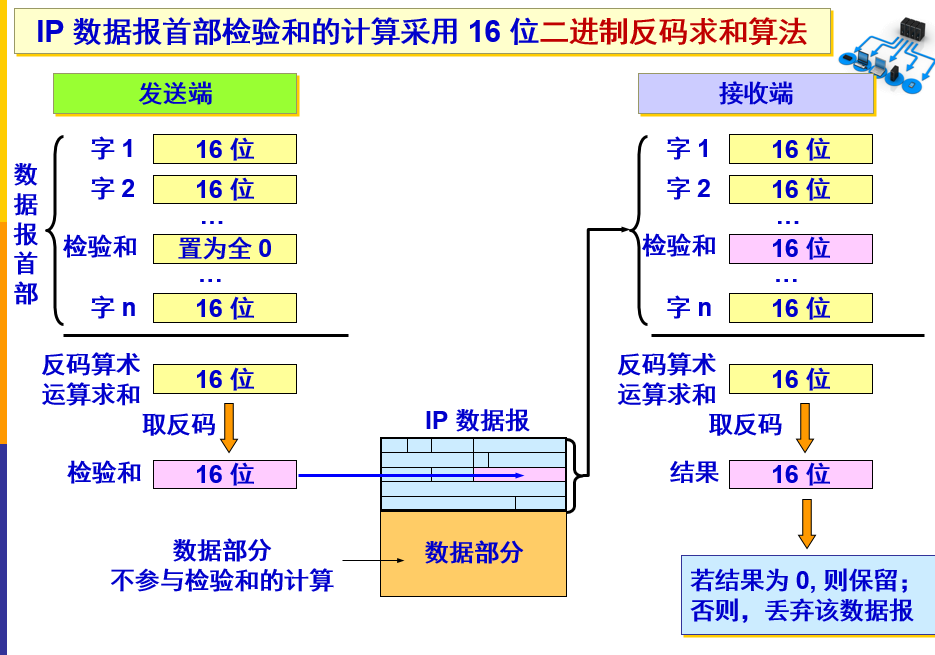 IP 数据报首部检验和的计算采用 16 位二进制反码求和算法
发送端
数据报首部
字 1
16 位
字 2
16 位
...
检验和
置为全 0
...
字 n
16 位
反码算术
运算求和
16 位
取反码
检验和
16 位
数据部分
不参与检验和的计算
IP 数据报
数据部分
接收端
字 1
16 位
字 2
16 位
...
检验和
16 位
...
字 n
16 位
反码算术
运算求和
16 位
取反码
结果
16 位
若结果为 0, 则保留；
否则，丢弃该数据报